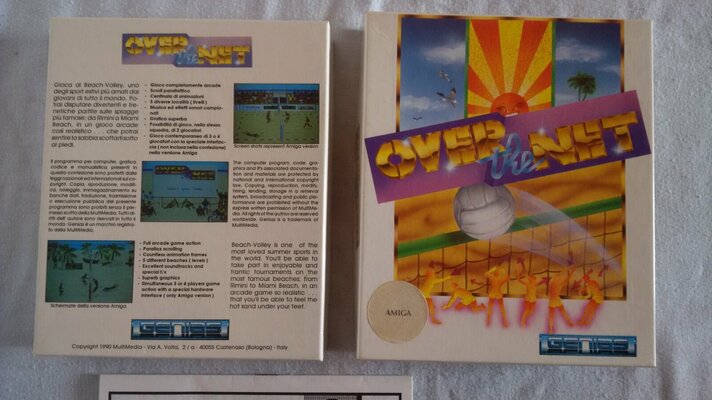 OVER the NET
Gioca al Beach-Volley, uno
degli sport estivi più amati dai
giovani di tutto il mondo. Po-
trai disputare divertenti e fre-
netiche partite sulle spiagge
più famose; da Rimini a Miami
Beach, in un gioco arcade
così realistico . . . che potrai
sentire la sabbia scottarti sotto
ai piedi.
- Gioco completamente arcade
- Scroll parallattico
- Centinaia di animazioni
- 5 diverse località ( livelli )
- Musica ed effetti sonori campio-
nati
- Grafica superba
- Possibilità di gioco, nella stessa
squadra, di 2 giocatori
- Gioco contemporaneo di 3 o 4
giocatori con la speciale interfac-
cia ( non inclusa nella confezione)
nella versione Amiga
Screen shots represent Amiga version
Il programma per computer, grafica,
codice e manualistica presenti in
questa confezione sono protetti dalle
leggi nazionali ed internazionali sul co-
pyright. Copia, riproduzione, modifi-
ca, noleggio, immagazzinamento su
banche dati, traduzione, trasmissione
o esecuzione pubblica del presente
programma sono proibiti senza il per-
messo scritto della MultiMedia. Tutti i di-
ritti dell' autore sono riservati in tutto il
mondo. Genias è un marchio registra-
to della MultiMedia.
The computer program, code, gra-
phics and it's associated documenta-
tion and materials are protected by
national and international copyright
law. Copying, reproduction, modify,
hiring, lending, storage in a retrieval
system, broadcasting and public per-
formance are prohibited without the
express written permission of MultiMe-
dia. All rights of the author are reserved
worldwide. Genias is a trademark of
MultiMedia.
- Full arcade game action
- Parallax scrolling
- Countless animation frames
- 5 different beaches ( levels )
- Excellent soundtracks and
special f/x
- Superb graphics
- Simultaneous 3 or 4 players game
action with a special hardware
interface ( only Amiga version )
Schermate della versione Amiga
Beach-Volley is one of the
most loved summer sports in
the world. You'll be able to
take part in enjoyable and
frantic tournaments on the
most famous beaches; from
Rimini to Miami Beach, in an
arcade game so realistic . . .
that you'll be able to feel the
hot sand under your feet.
GENIAS
Copyright 1990 MultiMedia - Via A. Volta, 2 / a - 40055 Castenaso (Bologna) - Italy
OVER the NET
AMIGA
GENIAS